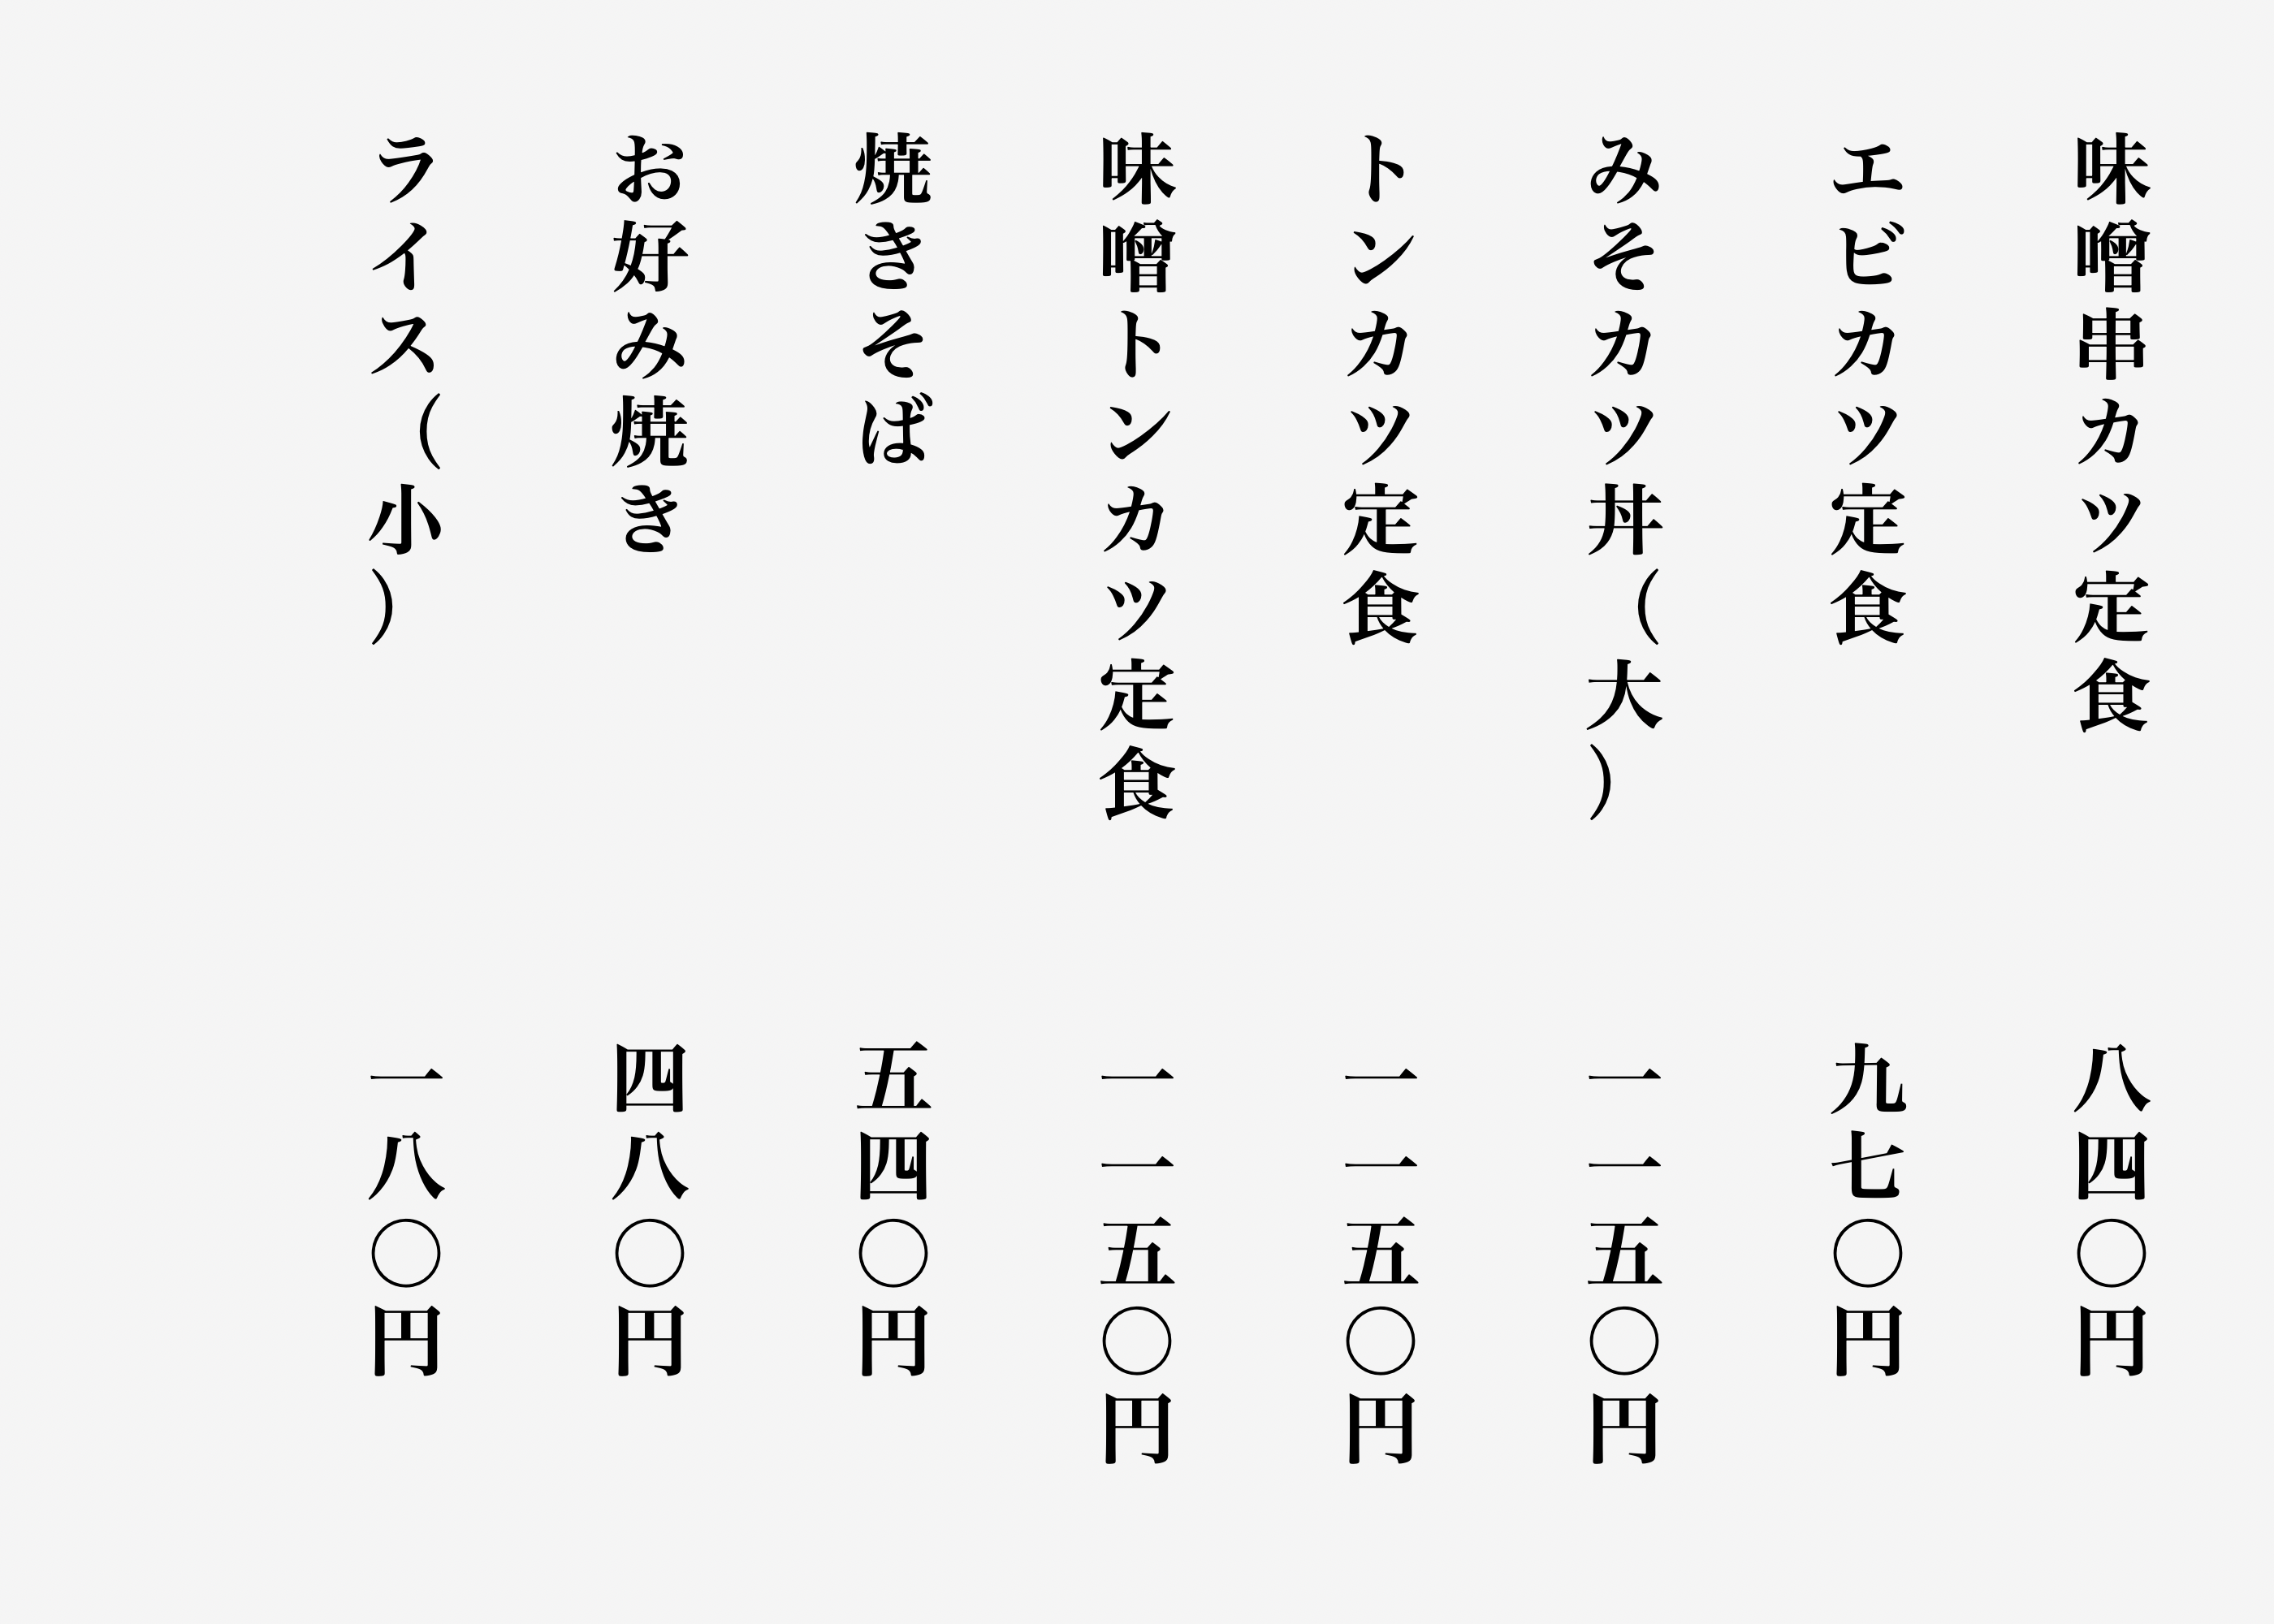 味噌串カツ定食 八四〇円
エビカツ定食 九七〇円
みそカツ丼（大） 一一五〇円
トンカツ定食 一一五〇円
味噌トンカツ定食 一一五〇円
焼きそば 五四〇円
お好み焼き 四八〇円
ライス（小） 一八〇円